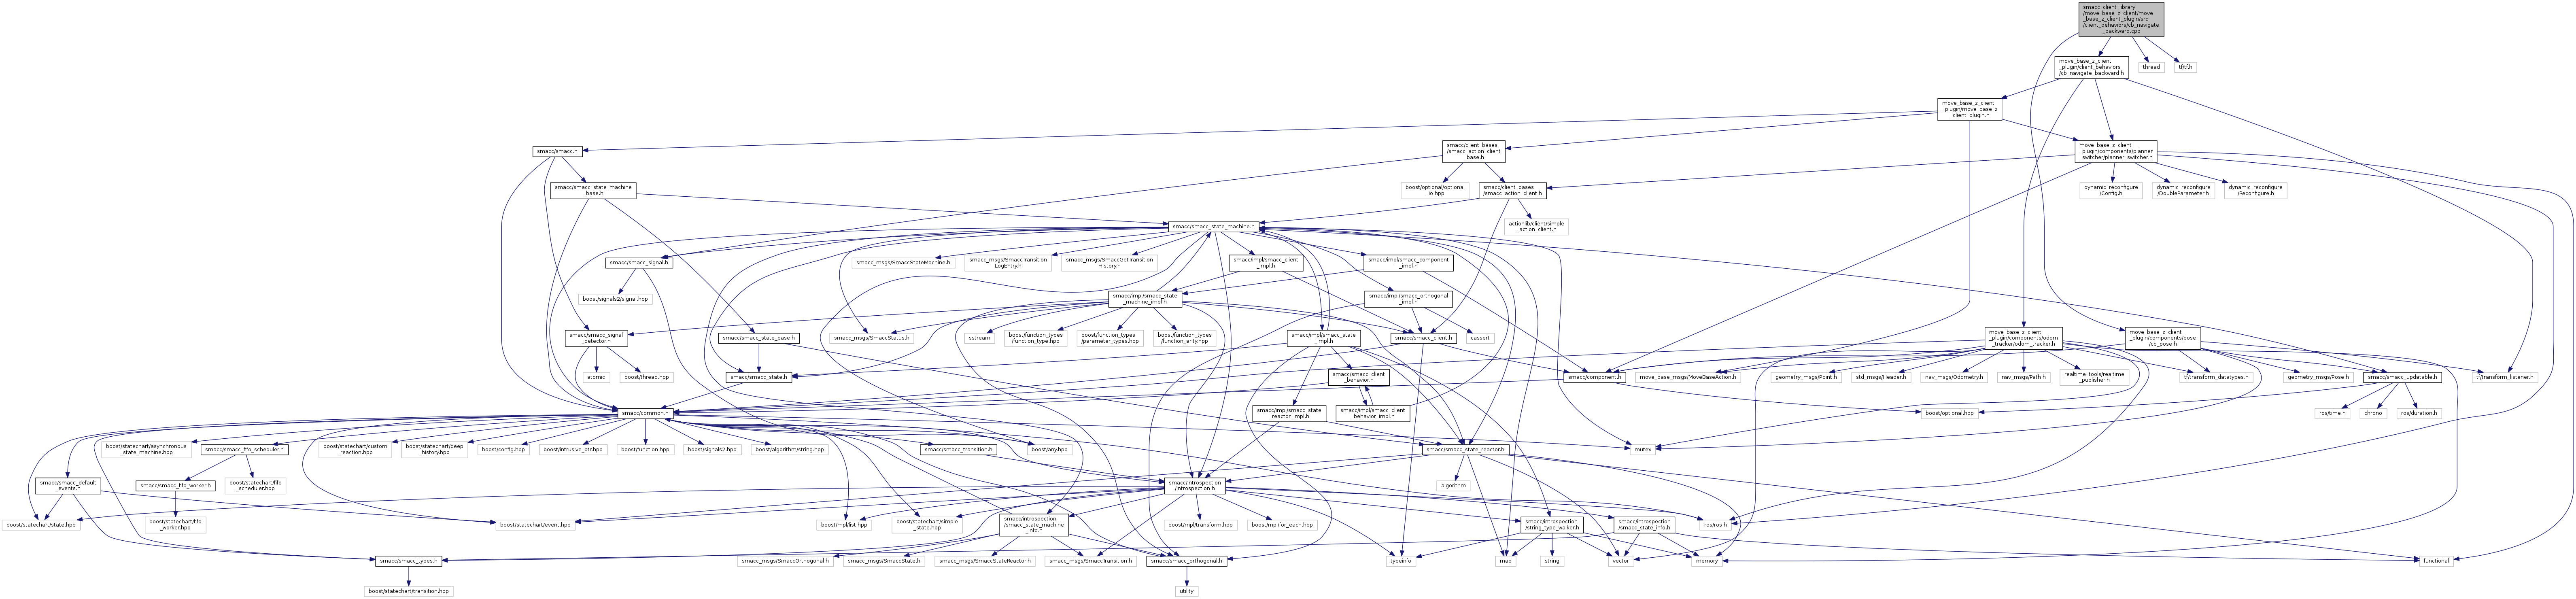 smacc_client_library
/move_base_z_client/move
_base_z_client_plugin/src
/client_behaviors/cb_navigate
_backward.cpp
move_base_z_client
_plugin/client_behaviors
/cb_navigate_backward.h
thread
tf/tf.h
move_base_z_client
_plugin/move_base_z
_client_plugin.h
smacc/smacc.h
smacc/client_bases
/smacc_action_client
_base.h
move_base_z_client
_plugin/components/planner
_switcher/planner_switcher.h
smacc/smacc_state_machine
_base.h
boost/optional/optional
_io.hpp
smacc/client_bases
/smacc_action_client.h
dynamic_reconfigure
/Config.h
dynamic_reconfigure
/DoubleParameter.h
dynamic_reconfigure
/Reconfigure.h
smacc/smacc_state_machine.h
actionlib/client/simple
_action_client.h
smacc/smacc_signal.h
smacc_msgs/SmaccStateMachine.h
smacc_msgs/SmaccTransition
LogEntry.h
smacc_msgs/SmaccGetTransition
History.h
smacc/impl/smacc_client
_impl.h
smacc/impl/smacc_component
_impl.h
boost/signals2/signal.hpp
smacc/impl/smacc_state
_machine_impl.h
smacc/impl/smacc_orthogonal
_impl.h
smacc/smacc_signal
_detector.h
smacc/smacc_state_base.h
smacc_msgs/SmaccStatus.h
sstream
boost/function_types
/function_type.hpp
boost/function_types
/parameter_types.hpp
boost/function_types
/function_arity.hpp
smacc/impl/smacc_state
_impl.h
smacc/smacc_client.h
cassert
move_base_z_client
_plugin/components/odom
_tracker/odom_tracker.h
move_base_z_client
_plugin/components/pose
/cp_pose.h
atomic
boost/thread.hpp
smacc/smacc_state.h
smacc/smacc_client
_behavior.h
smacc/component.h
move_base_msgs/MoveBaseAction.h
geometry_msgs/Point.h
std_msgs/Header.h
nav_msgs/Odometry.h
nav_msgs/Path.h
realtime_tools/realtime
_publisher.h
tf/transform_datatypes.h
geometry_msgs/Pose.h
smacc/smacc_updatable.h
tf/transform_listener.h
smacc/common.h
smacc/impl/smacc_state
_reactor_impl.h
smacc/impl/smacc_client
_behavior_impl.h
boost/optional.hpp
ros/time.h
chrono
ros/duration.h
boost/statechart/asynchronous
_state_machine.hpp
smacc/smacc_fifo_scheduler.h
boost/statechart/custom
_reaction.hpp
boost/statechart/deep
_history.hpp
boost/config.hpp
boost/intrusive_ptr.hpp
boost/function.hpp
boost/signals2.hpp
boost/algorithm/string.hpp
smacc/smacc_transition.h
boost/any.hpp
smacc/smacc_state_reactor.h
mutex
smacc/smacc_default
_events.h
smacc/smacc_fifo_worker.h
boost/statechart/fifo
_scheduler.hpp
smacc/introspection
/introspection.h
algorithm
boost/statechart/state.hpp
boost/statechart/fifo
_worker.hpp
boost/statechart/event.hpp
boost/mpl/list.hpp
boost/statechart/simple
_state.hpp
smacc/introspection
/smacc_state_machine
_info.h
boost/mpl/transform.hpp
boost/mpl/for_each.hpp
smacc/introspection
/string_type_walker.h
smacc/introspection
/smacc_state_info.h
ros/ros.h
smacc/smacc_types.h
smacc_msgs/SmaccOrthogonal.h
smacc_msgs/SmaccState.h
smacc_msgs/SmaccStateReactor.h
smacc_msgs/SmaccTransition.h
smacc/smacc_orthogonal.h
typeinfo
map
string
vector
memory
functional
boost/statechart/transition.hpp
utility